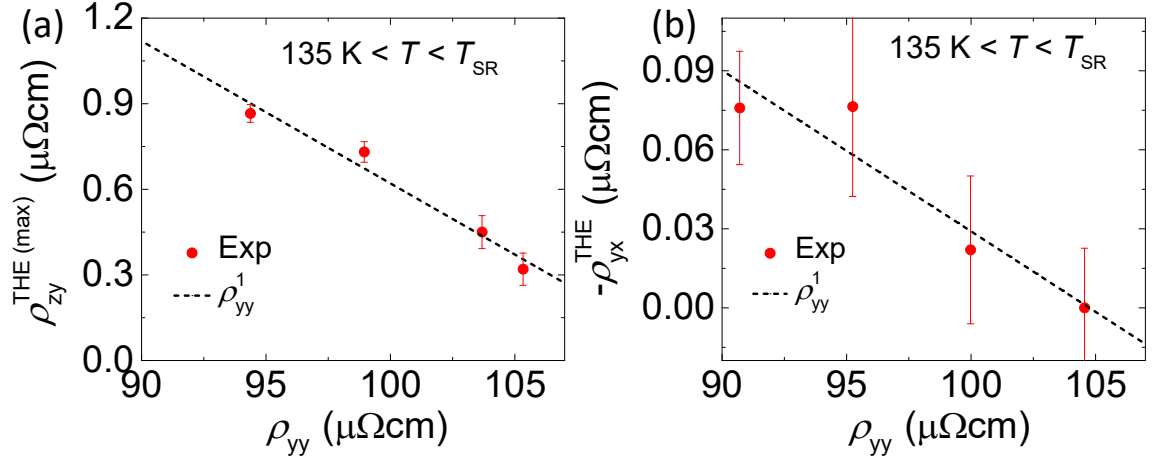 (a)
135 K < T < T_SR
ρ_zy^THE (max) (μΩcm)
1.2
0.9
0.6
0.3
0.0
Exp
ρ_yy^1
90 95 100 105
ρ_yy (μΩcm)
(b)
135 K < T < T_SR
-ρ_yx^THE (μΩcm)
0.09
0.06
0.03
0.00
Exp
ρ_yy^1
90 95 100 105
ρ_yy (μΩcm)